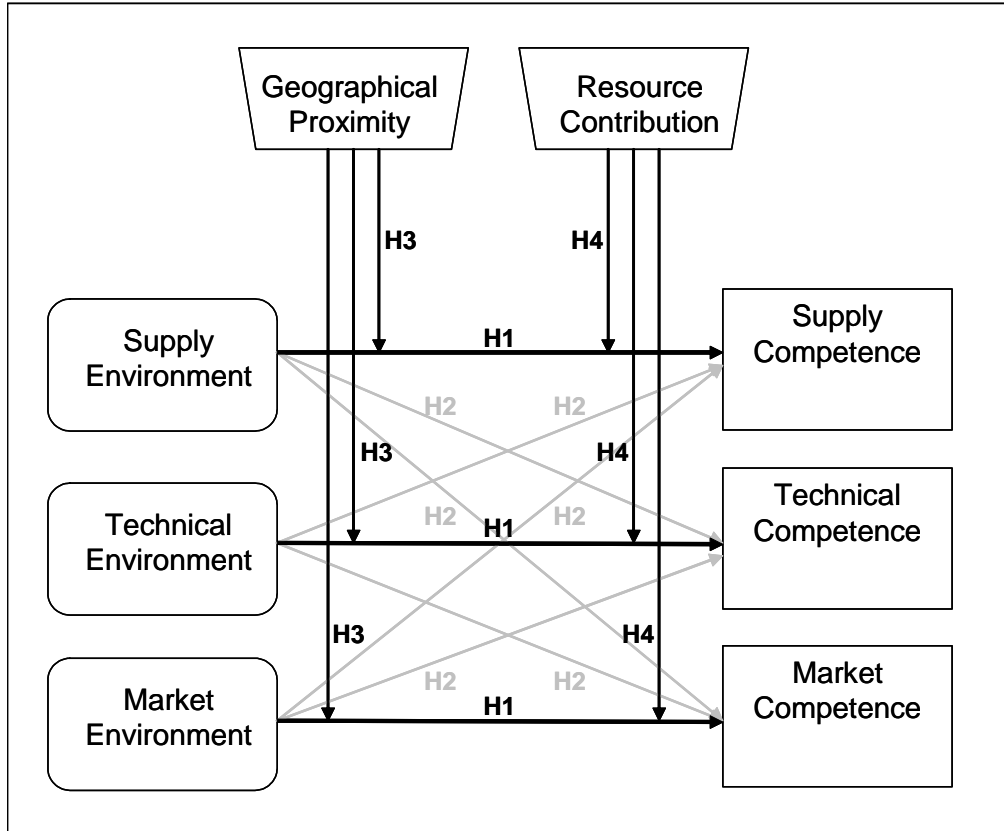 Geographical
Proximity
Resource
Contribution
H3
H4
Supply
Environment
H1
Supply
Competence
H2
H2
H3
H4
Technical
Environment
H2
H2
H1
Technical
Competence
H3
H4
Market
Environment
H2
H2
H1
Market
Competence